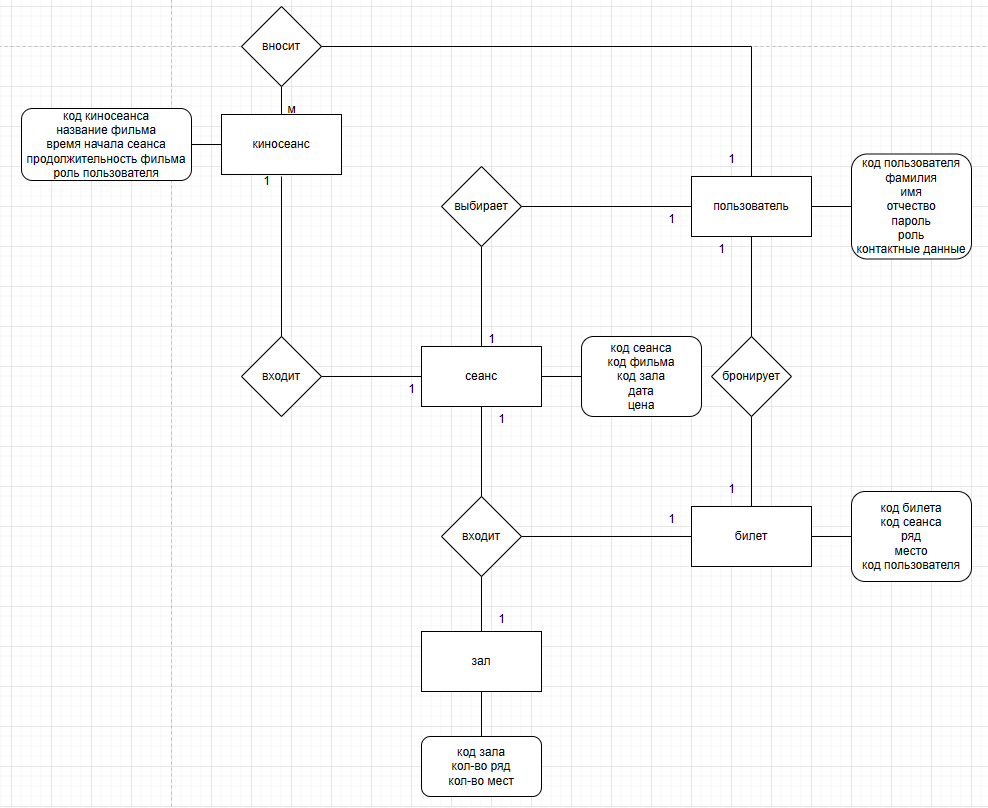 вносит
м
код киносеанса
название фильма
время начала сеанса
продолжительность фильма
роль пользователя
киносеанс
1
1
выбирает
1
пользователь
1
код пользователя
фамилия
имя
отчество
пароль
роль
контактные данные
1
входит
1
сеанс
1
1
код сеанса
код фильма
код зала
дата
цена
бронирует
1
входит
1
билет
код билета
код сеанса
ряд
место
код пользователя
1
зал
код зала
кол-во ряд
кол-во мест